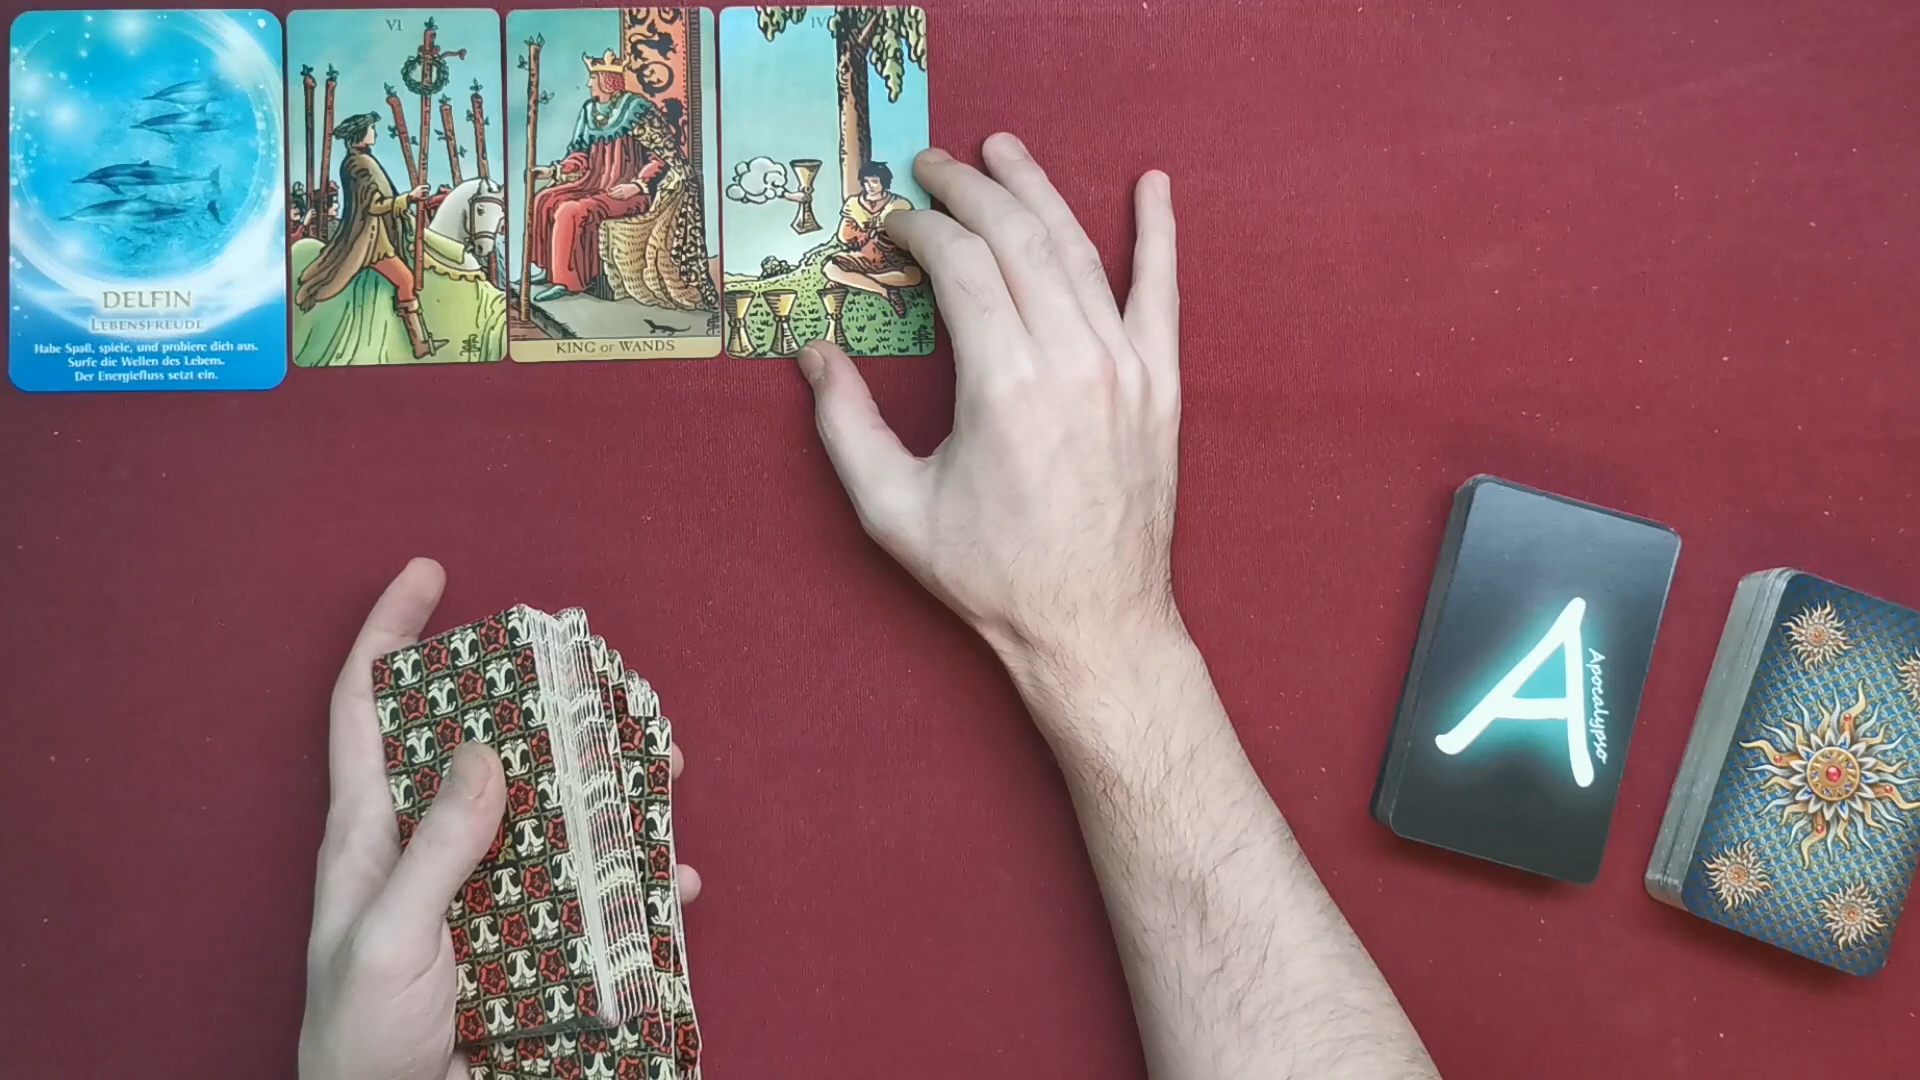 DELFIN
LEBENSFREUDE
Habe Spaß, spiele, und probiere dich aus.
Surfe die Wellen des Lebens.
Der Energiefluss setzt ein.
VI
KING OF WANDS
IV
A
Apocalypso